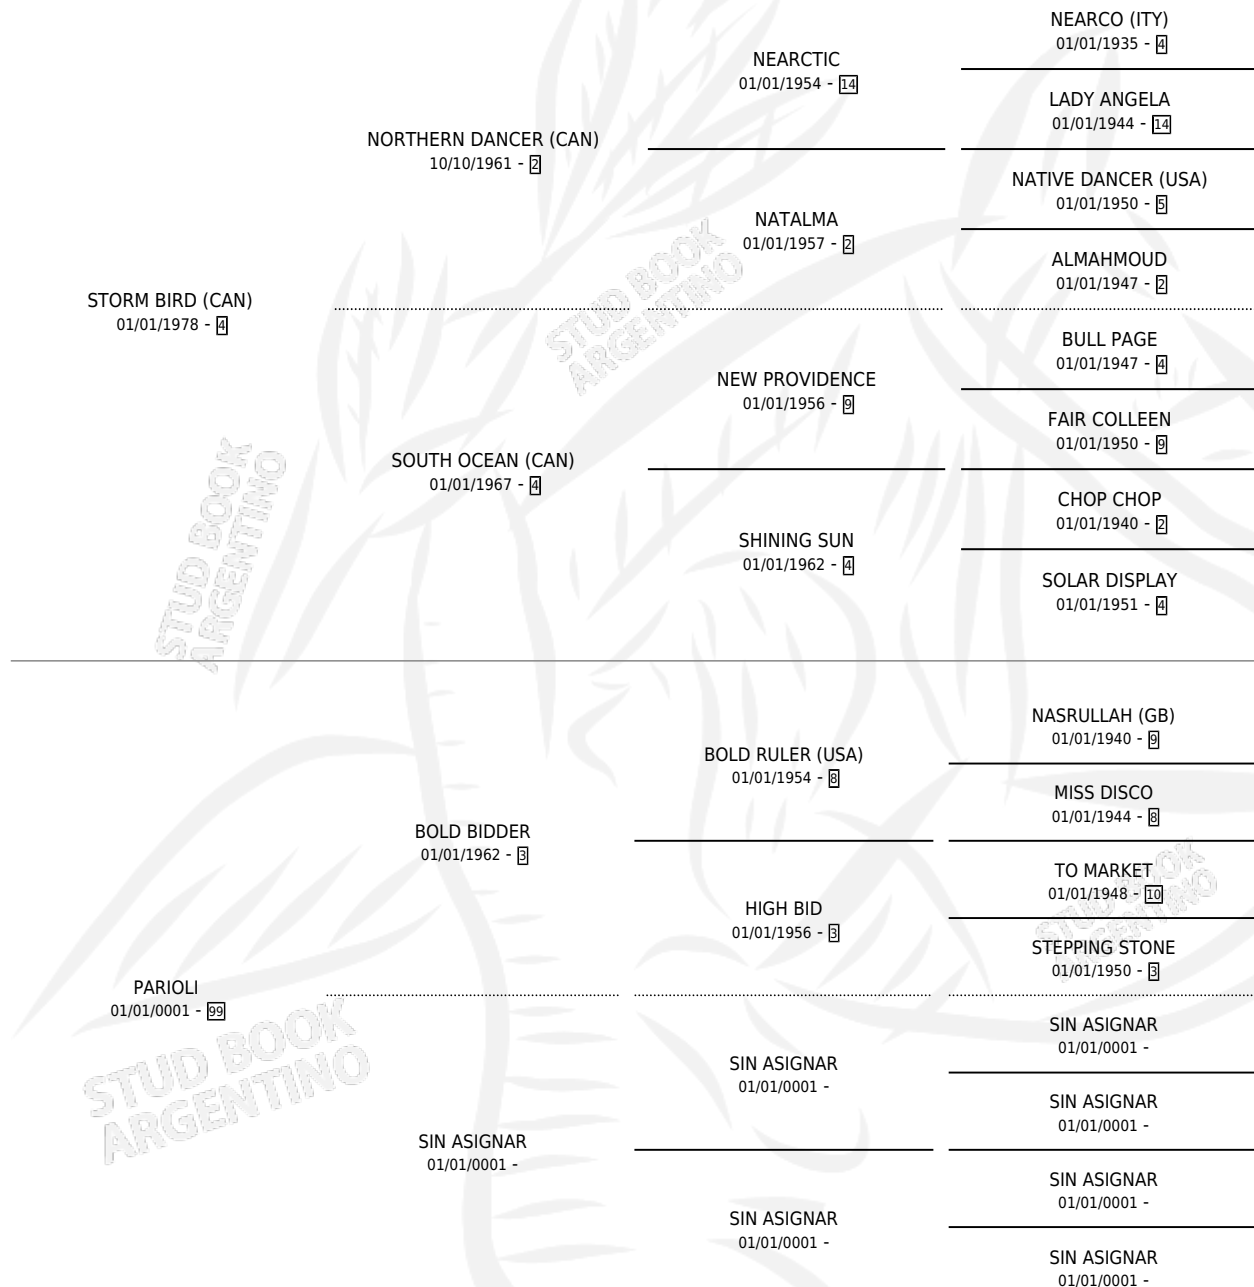 NEARCO (ITY)
01/01/1935 - 4
NEARCTIC
01/01/1954 - 14
LADY ANGELA
01/01/1944 - 14
NORTHERN DANCER (CAN)
10/10/1961 - 2
NATIVE DANCER (USA)
01/01/1950 - 5
NATALMA
01/01/1957 - 2
ALMAHMOUD
01/01/1947 - 2
STORM BIRD (CAN)
01/01/1978 - 4
BULL PAGE
01/01/1947 - 4
NEW PROVIDENCE
01/01/1956 - 9
FAIR COLLEEN
01/01/1950 - 9
SOUTH OCEAN (CAN)
01/01/1967 - 4
CHOP CHOP
01/01/1940 - 2
SHINING SUN
01/01/1962 - 4
SOLAR DISPLAY
01/01/1951 - 4
STUD BOOK
ARGENTINO
STUD BOOK
ARGENTINO
NASRULLAH (GB)
01/01/1940 - 9
BOLD RULER (USA)
01/01/1954 - 8
MISS DISCO
01/01/1944 - 8
BOLD BIDDER
01/01/1962 - 3
TO MARKET
01/01/1948 - 10
HIGH BID
01/01/1956 - 3
STEPPING STONE
01/01/1950 - 3
STUD BOOK
ARGENTINO
PARIOLI
01/01/0001 - 99
SIN ASIGNAR
01/01/0001 -
SIN ASIGNAR
01/01/0001 -
SIN ASIGNAR
01/01/0001 -
STUD BOOK
ARGENTINO
SIN ASIGNAR
01/01/0001 -
SIN ASIGNAR
01/01/0001 -
SIN ASIGNAR
01/01/0001 -
SIN ASIGNAR
01/01/0001 -